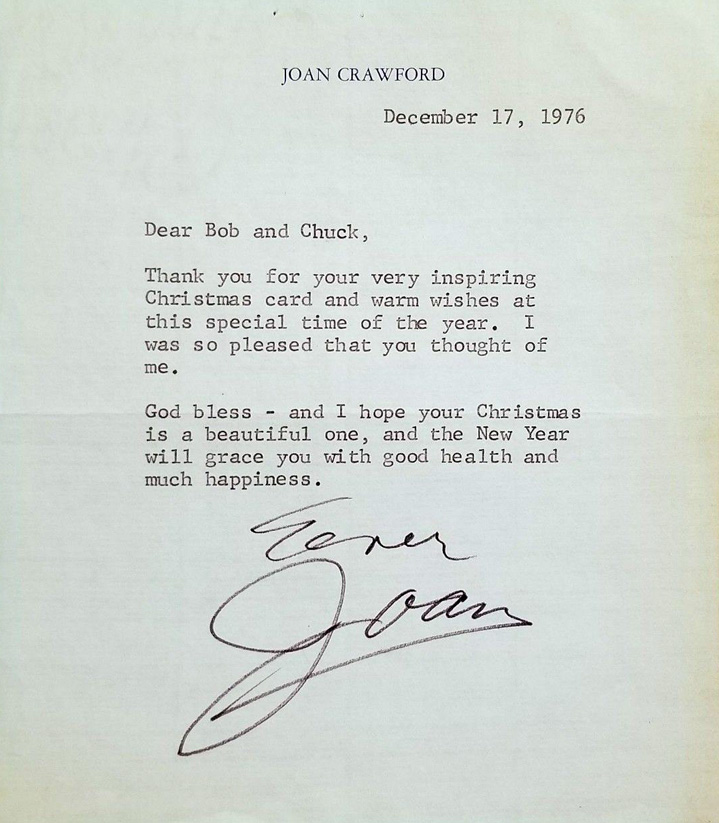 JOAN CRAWFORD
December 17, 1976
Dear Bob and Chuck,
Thank you for your very inspiring
Christmas card and warm wishes at
this special time of the year.  I
was so pleased that you thought of
me.
God bless - and I hope your Christmas
is a beautiful one, and the New Year
will grace you with good health and
much happiness.
Ever
Joan